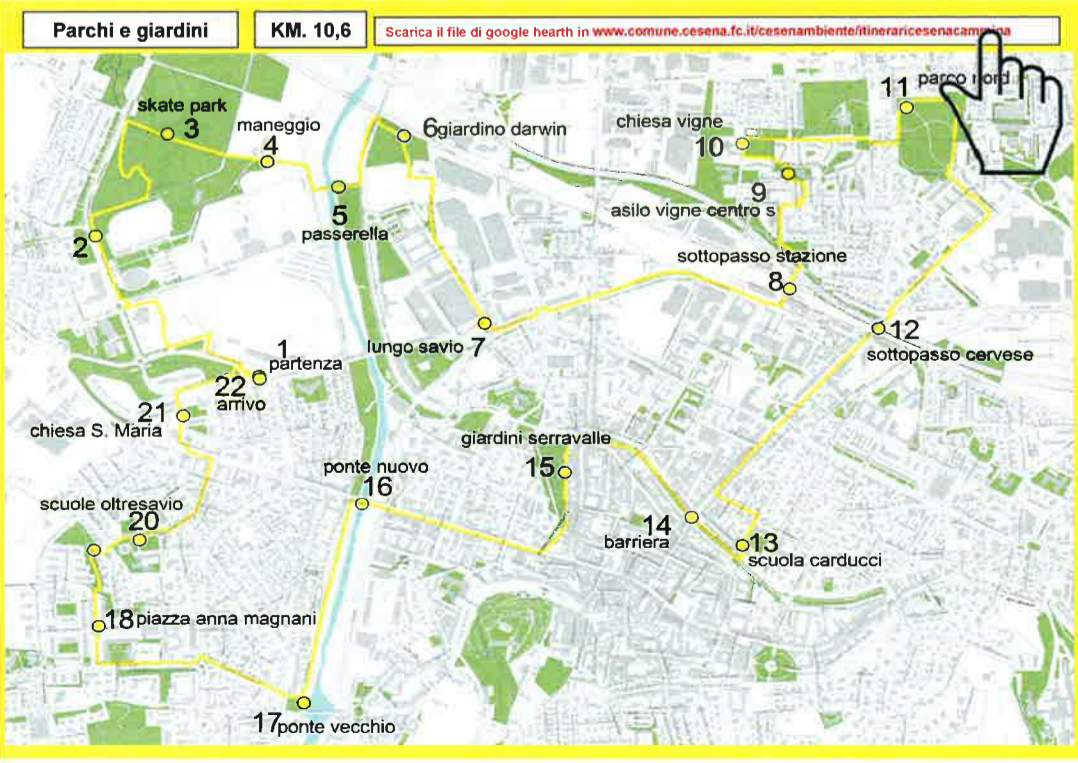 Parchi e giardini
KM. 10,6
Scarica il file di google hearth in www.comune.cesena.fc.it/cesenambiente/itineraricesenacammina
skate park
3
maneggio
4
6 giardino darwin
chiesa vigne
10
11
parco nord
9
asilo vigne centro s
5
passerella
2
sottopasso stazione
8
12
sottopasso cervese
lungo savio 7
1
partenza
22
arrivo
21
chiesa S. Maria
giardini serravalle
15
ponte nuovo
16
scuole oltresavio
20
14
barriera
13
scuola carducci
18 piazza anna magnani
17 ponte vecchio